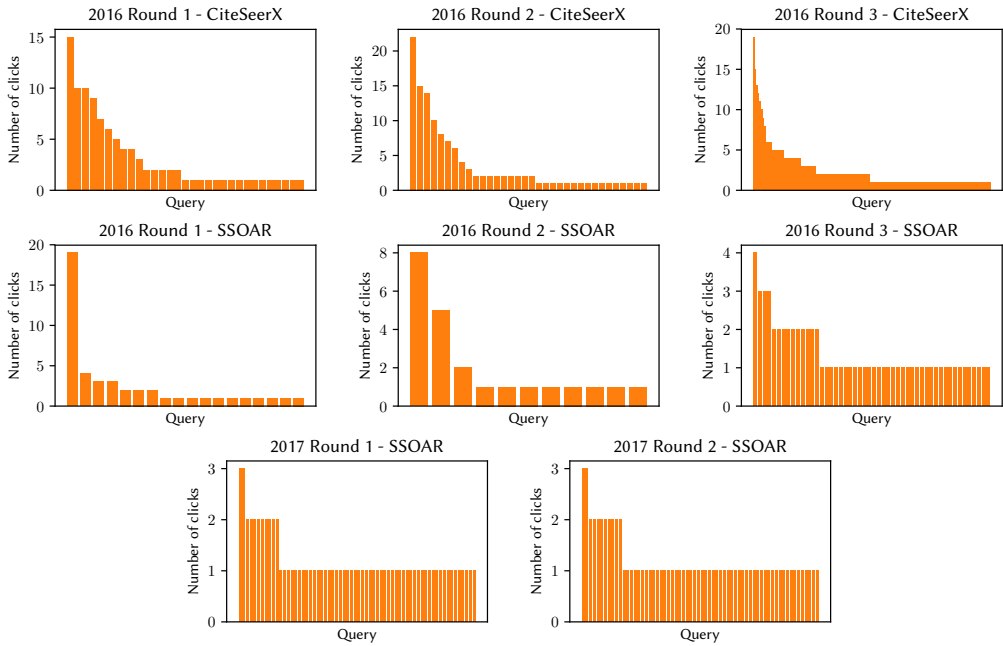 2016 Round 1 - CiteSeerX
Number of clicks
15
10
5
0
Query
2016 Round 2 - CiteSeerX
Number of clicks
20
15
10
5
0
Query
2016 Round 3 - CiteSeerX
Number of clicks
20
15
10
5
0
Query
2016 Round 1 - SSOAR
Number of clicks
20
15
10
5
0
Query
2016 Round 2 - SSOAR
Number of clicks
8
6
4
2
0
Query
2016 Round 3 - SSOAR
Number of clicks
4
3
2
1
0
Query
2017 Round 1 - SSOAR
Number of clicks
3
2
1
0
Query
2017 Round 2 - SSOAR
Number of clicks
3
2
1
0
Query